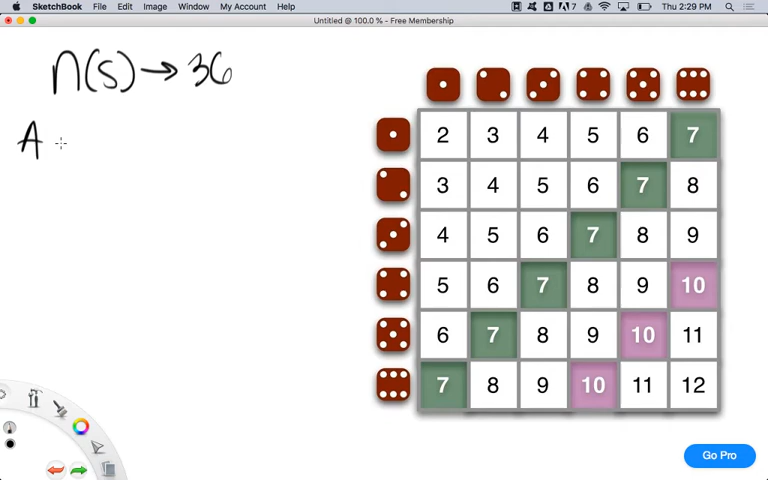 SketchBook File Edit Image Window My Account Help Thu 2:29 PM
Untitled @ 100.0 % - Free Membership
n(s) → 36
A
2 3 4 5 6 7
3 4 5 6 7 8
4 5 6 7 8 9
5 6 7 8 9 10
6 7 8 9 10 11
7 8 9 10 11 12
Go Pro